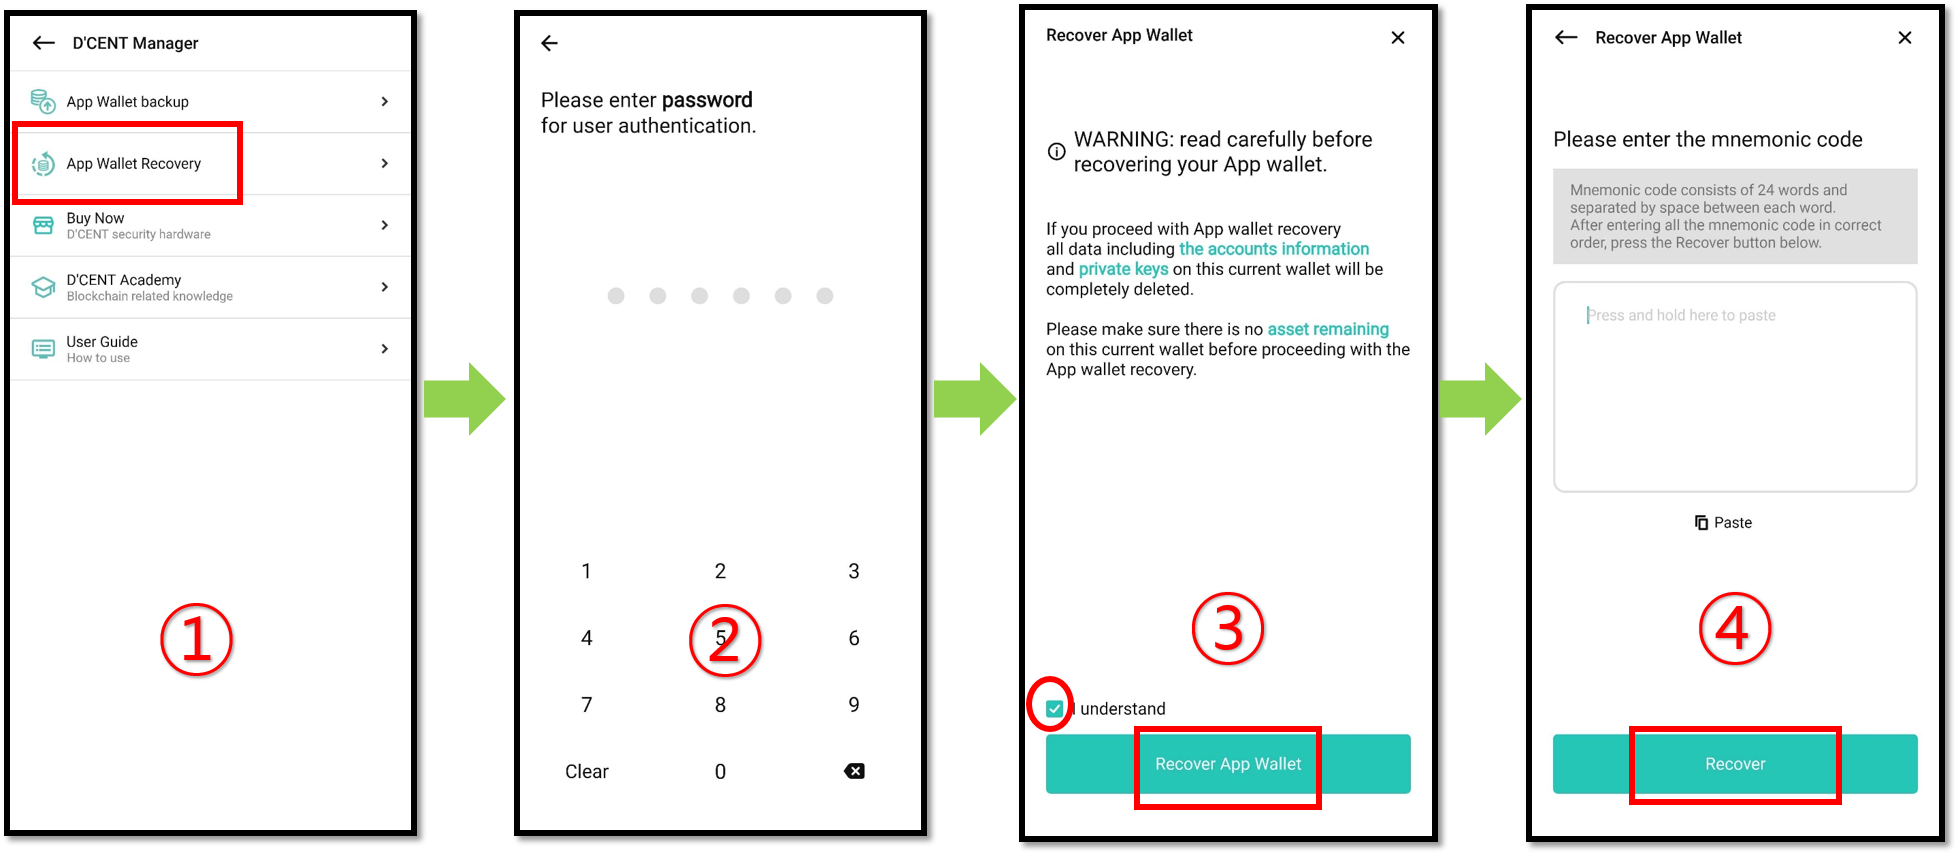 D'CENT Manager
App Wallet backup
App Wallet Recovery
Buy Now
D'CENT security hardware
D'CENT Academy
Blockchain related knowledge
User Guide
How to use
①
Please enter password
for user authentication.
1 2 3
4 5 6
7 8 9
Clear 0
②
Recover App Wallet
WARNING: read carefully before
recovering your App wallet.
If you proceed with App wallet recovery
all data including the accounts information
and private keys on this current wallet will be
completely deleted.
Please make sure there is no asset remaining
on this current wallet before proceeding with the
App wallet recovery.
③
I understand
Recover App Wallet
Recover App Wallet
Please enter the mnemonic code
Mnemonic code consists of 24 words and
separated by space between each word.
After entering all the mnemonic code in correct
order, press the Recover button below.
Press and hold here to paste
Paste
④
Recover